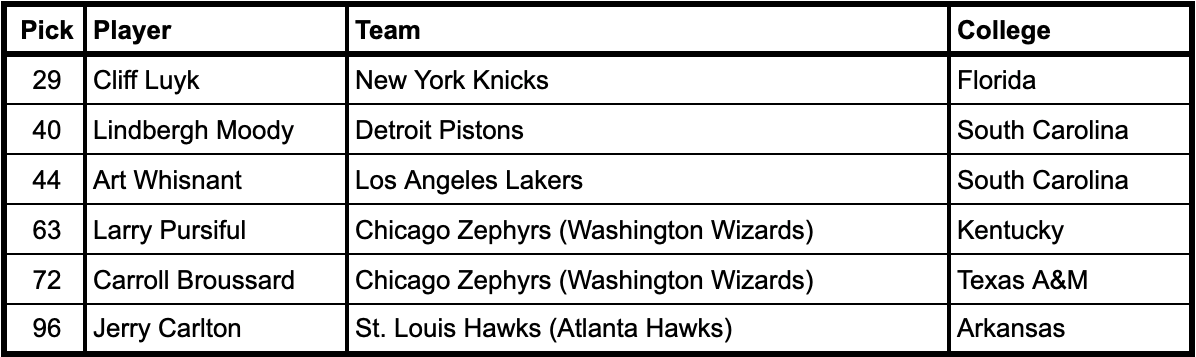 Pick Player Team College
29 Cliff Luyk New York Knicks Florida
40 Lindbergh Moody Detroit Pistons South Carolina
44 Art Whisnant Los Angeles Lakers South Carolina
63 Larry Pursiful Chicago Zephyrs (Washington Wizards) Kentucky
72 Carroll Broussard Chicago Zephyrs (Washington Wizards) Texas A&M
96 Jerry Carlton St. Louis Hawks (Atlanta Hawks) Arkansas